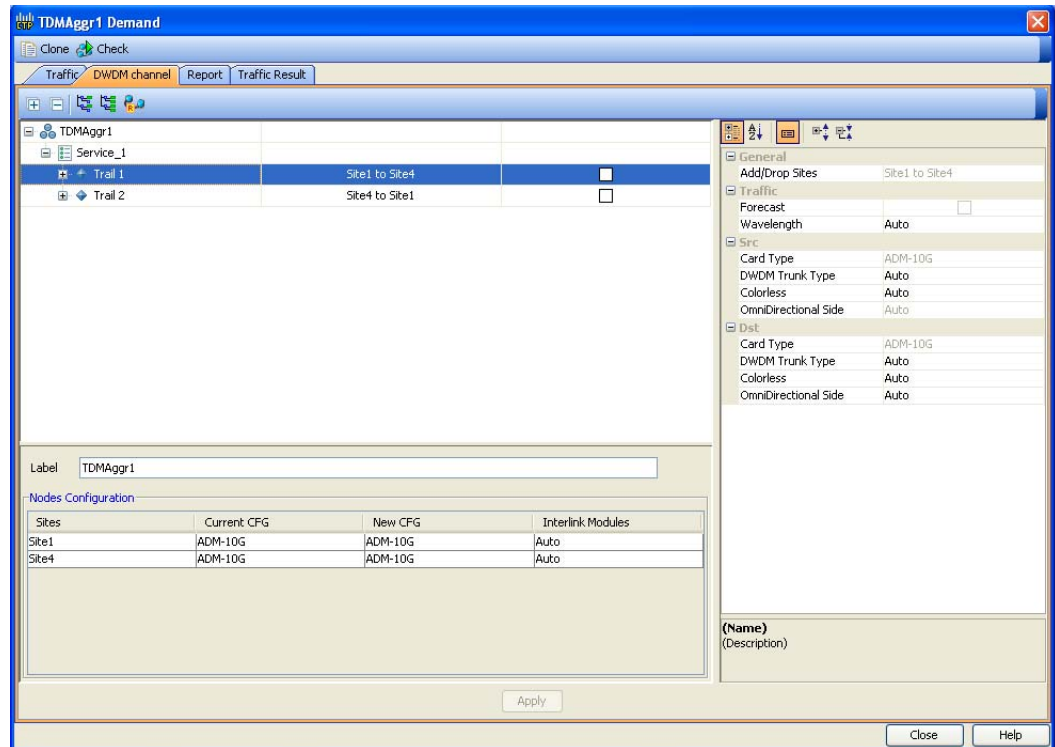 TDMAggr1 Demand
Clone Check
Traffic DWDM channel Report Traffic Result
TDMAggr1
Service_1
Trail 1 Site1 to Site4
Trail 2 Site4 to Site1
General
Add/Drop Sites Site1 to Site4
Traffic
Forecast
Wavelength Auto
Src
Card Type ADM-10G
DWDM Trunk Type Auto
Colorless Auto
OmniDirectional Side Auto
Dst
Card Type ADM-10G
DWDM Trunk Type Auto
Colorless Auto
OmniDirectional Side Auto
Label TDMAggr1
Nodes Configuration
Sites Current CFG New CFG Interlink Modules
Site1 ADM-10G ADM-10G Auto
Site4 ADM-10G ADM-10G Auto
(Name)
(Description)
Apply
Close Help